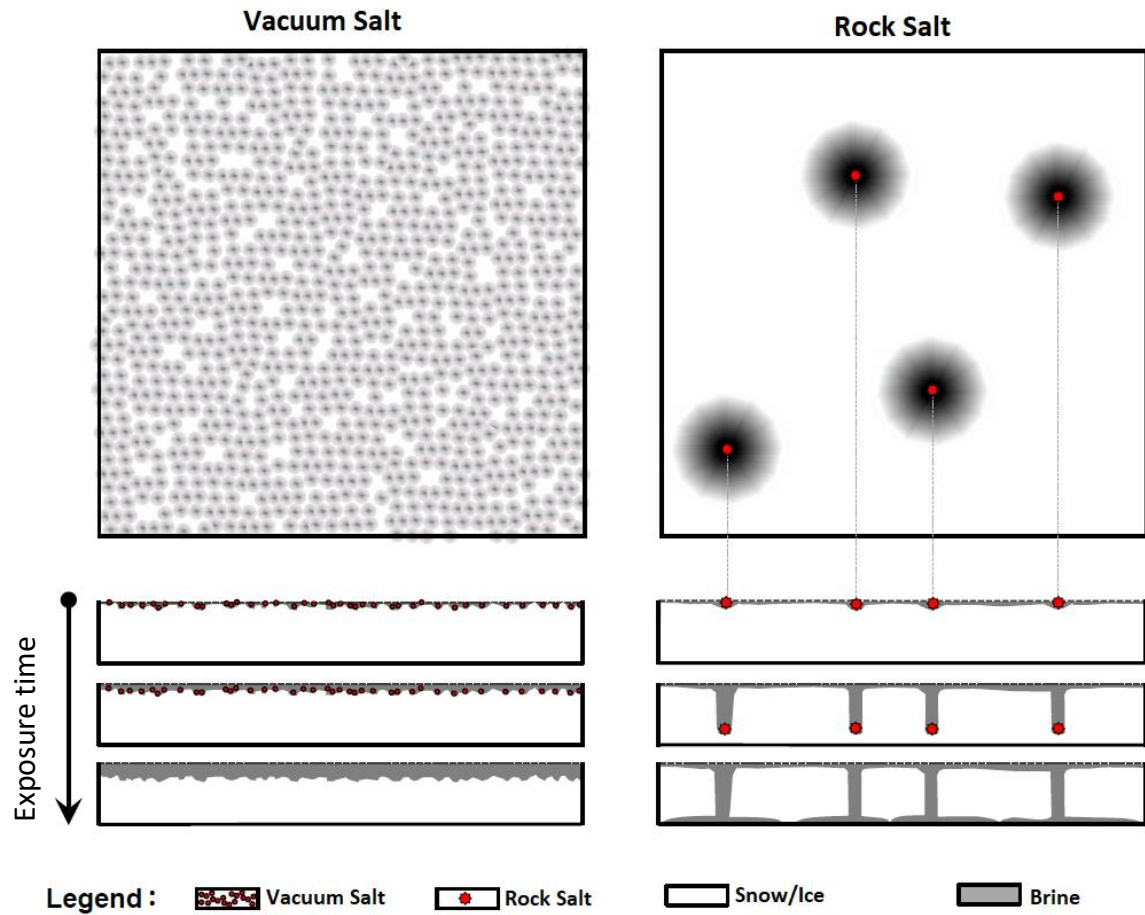 Vacuum Salt
Rock Salt
Exposure time
Legend :
Vacuum Salt
Rock Salt
Snow/Ice
Brine